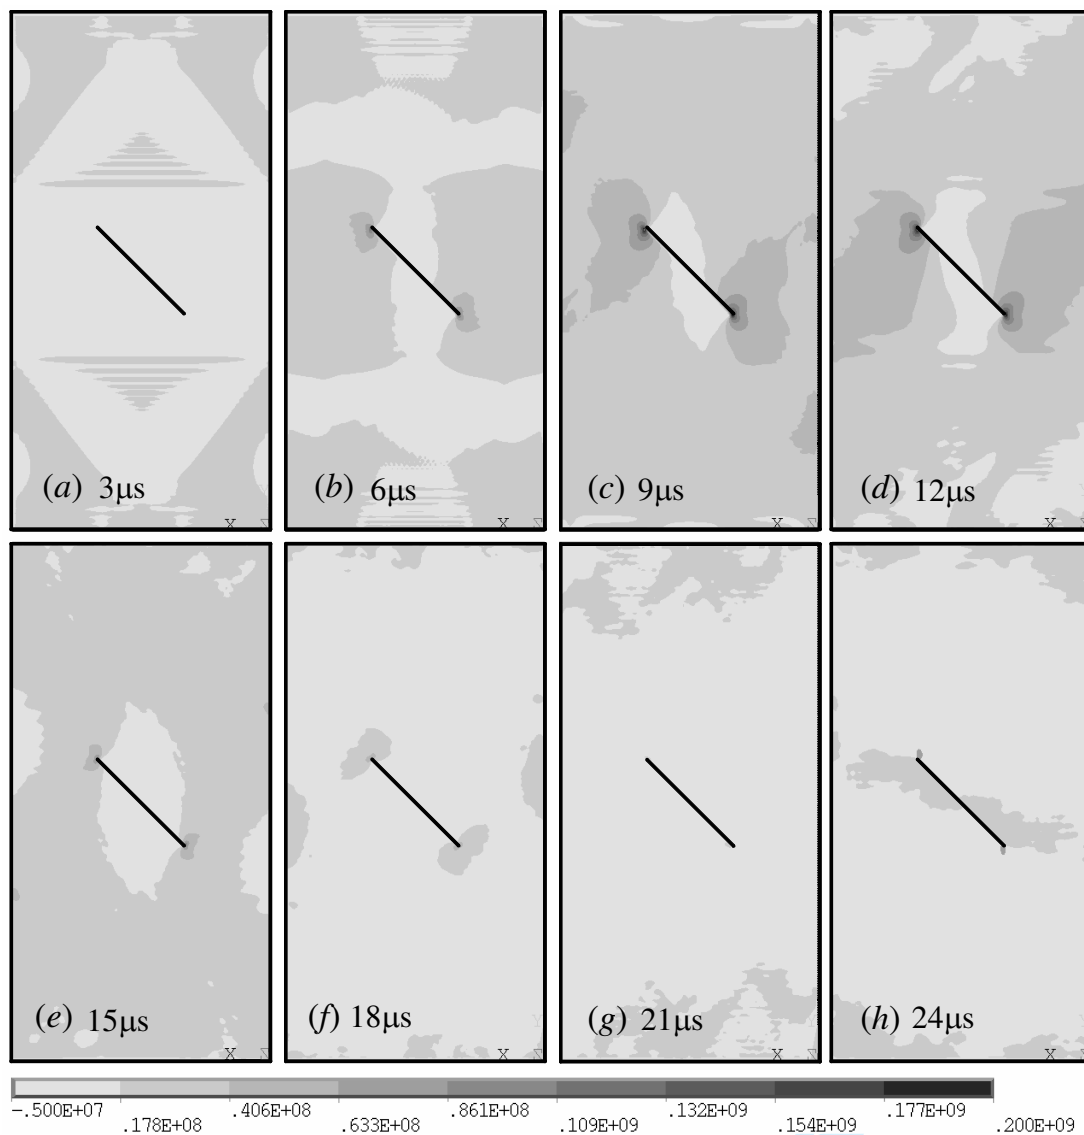 (a) 3μs
(b) 6μs
(c) 9μs
(d) 12μs
X
X
X
X
(e) 15μs
(f) 18μs
(g) 21μs
(h) 24μs
X
X
X
X
-.500E+07 .406E+08 .861E+08 .132E+09 .177E+09
.178E+08 .633E+08 .109E+09 .154E+09 .200E+09